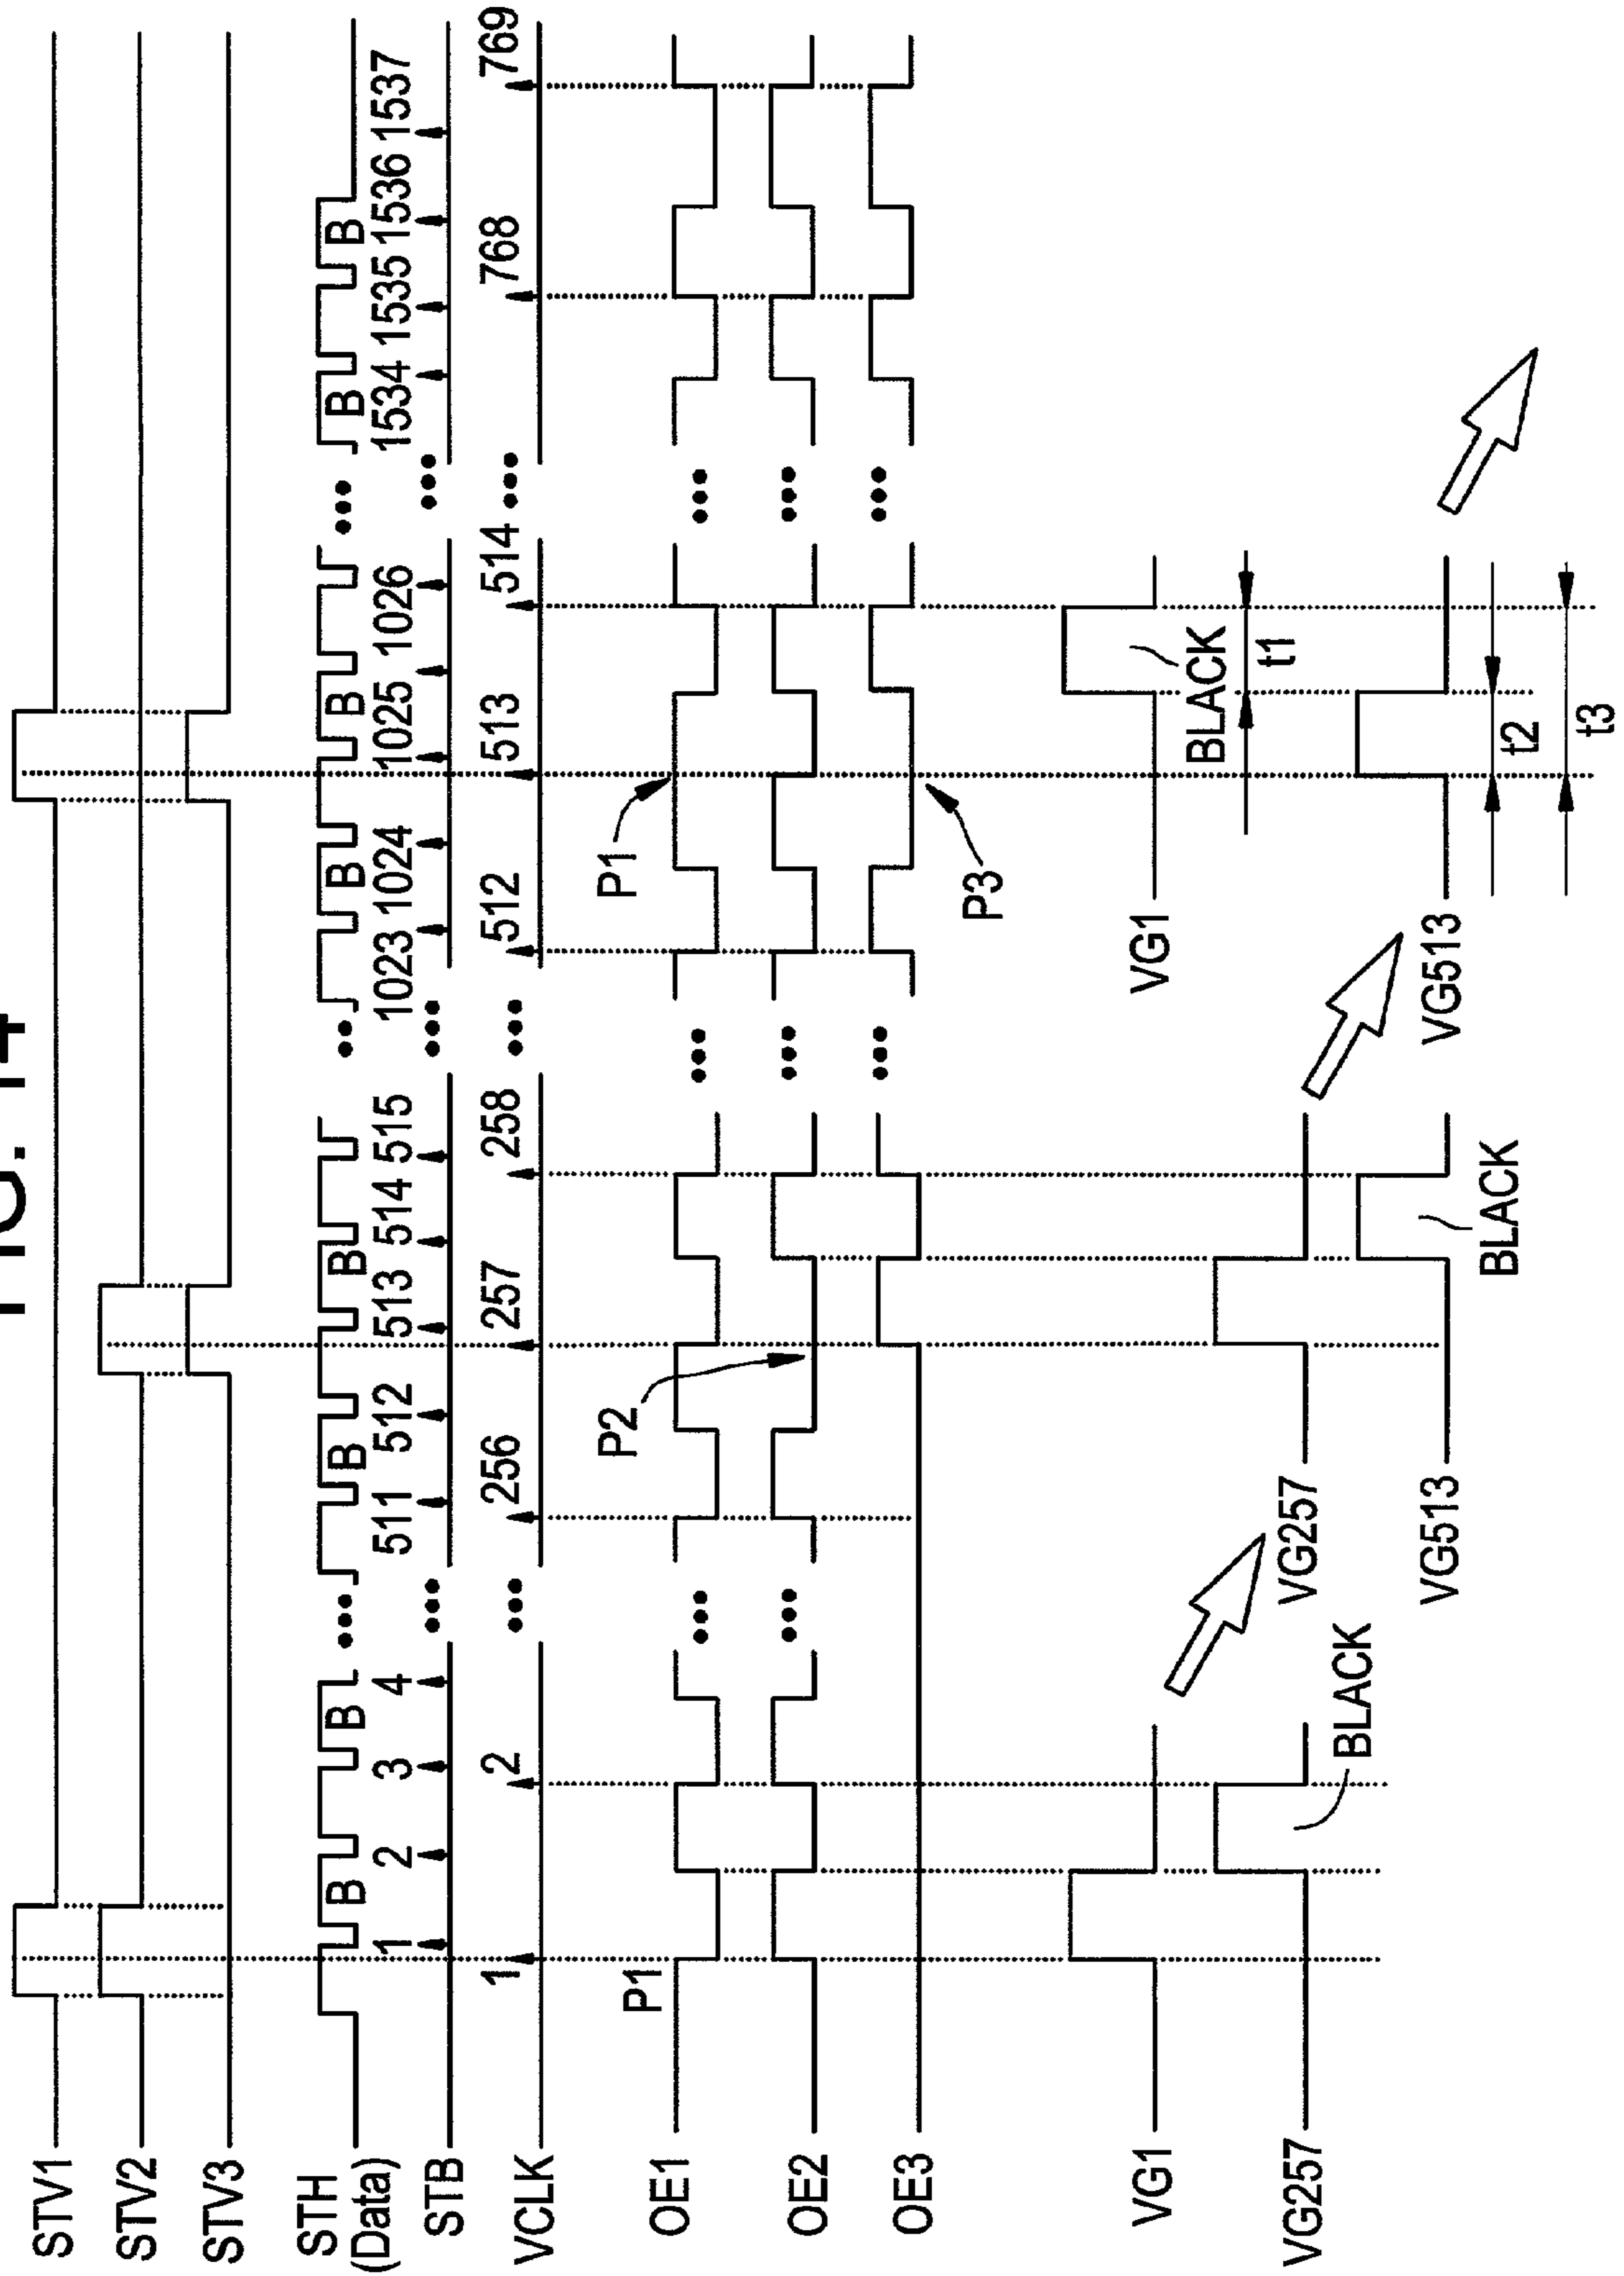 FIG. 14
STV1
STV2
STV3
STH
(Data)
B B B B B B B B
STB
1 2 3 4 511 512 513 514 515 1023 1024 1025 1026 1534 1535 1536 1537
VCLK
1 2 256 257 258 512 513 514 768 769
OE1
P1 P1
OE2
P2
OE3
P3
VG1 VG1
BLACK
t1
VG257 VG257
BLACK
VG513 VG513
BLACK
t2
t3